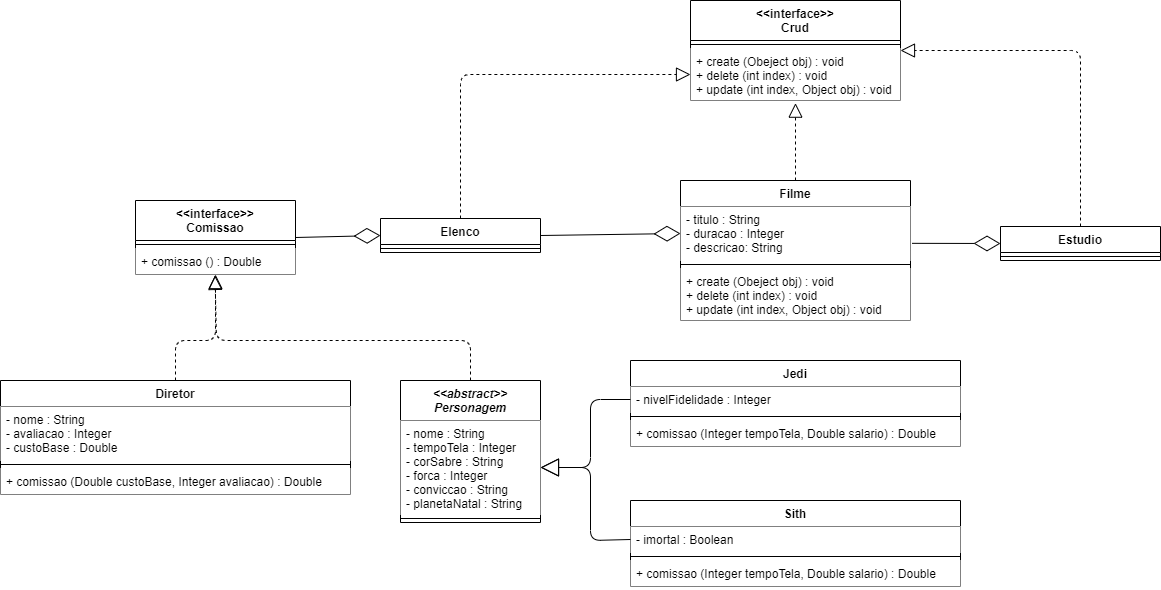 <<interface>>
Crud
+ create (Obeject obj) : void
+ delete (int index) : void
+ update (int index, Object obj) : void
Filme
- titulo : String
- duracao : Integer
- descricao: String
+ create (Obeject obj) : void
+ delete (int index) : void
+ update (int index, Object obj) : void
<<interface>>
Comissao
+ comissao () : Double
Elenco
Estudio
Diretor
- nome : String
- avaliacao : Integer
- custoBase : Double
+ comissao (Double custoBase, Integer avaliacao) : Double
<<abstract>>
Personagem
- nome : String
- tempoTela : Integer
- corSabre : String
- forca : Integer
- conviccao : String
- planetaNatal : String
Jedi
- nivelFidelidade : Integer
+ comissao (Integer tempoTela, Double salario) : Double
Sith
- imortal : Boolean
+ comissao (Integer tempoTela, Double salario) : Double